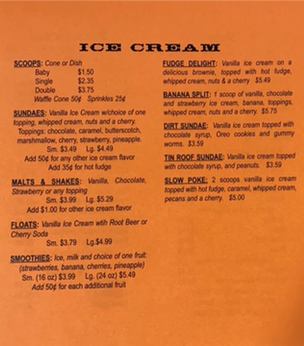 ICE CREAM
SCOOPS: Cone or Dish
Baby $1.50
Single $2.35
Double $3.75
Waffle Cone 50¢ Sprinkles 25¢
SUNDAES: Vanilla Ice Cream w/choice of one
topping, whipped cream, nuts and a cherry.
Toppings: chocolate, caramel, butterscotch,
marshmallow, cherry, strawberry, pineapple
Sm. $3.49 Lg. $4.49
Add 50¢ for any other ice cream flavor
Add 35¢ for hot fudge
MALTS & SHAKES: Vanilla, Chocolate,
Strawberry or any topping
Sm. $3.99 Lg. $5.29
Add $1.00 for other ice cream flavor
FLOATS: Vanilla Ice Cream with Root Beer or
Cherry Soda
Sm. $3.79 Lg.$4.99
SMOOTHIES: Ice, milk and choice of one fruit:
(strawberries, banana, cherries, pineapple)
Sm. (16 oz) $3.99 Lg. (24 oz) $5.49
Add 50¢ for each additional fruit
FUDGE DELIGHT: Vanilla ice cream on a
delicious brownie, topped with hot fudge,
whipped cream, nuts & a cherry $5.49
BANANA SPLIT: 1 scoop of vanilla, chocolate
and strawberry ice cream, banana, toppings,
whipped cream, nuts and a cherry. $5.75
DIRT SUNDAE: Vanilla ice cream topped with
chocolate syrup, Oreo cookies and gummy
worms. $3.59
TIN ROOF SUNDAE: Vanilla ice cream topped
with chocolate syrup, and peanuts. $3.59
SLOW POKE: 2 scoops vanilla ice cream
topped with hot fudge, caramel, whipped cream,
pecans and a cherry. $5.00